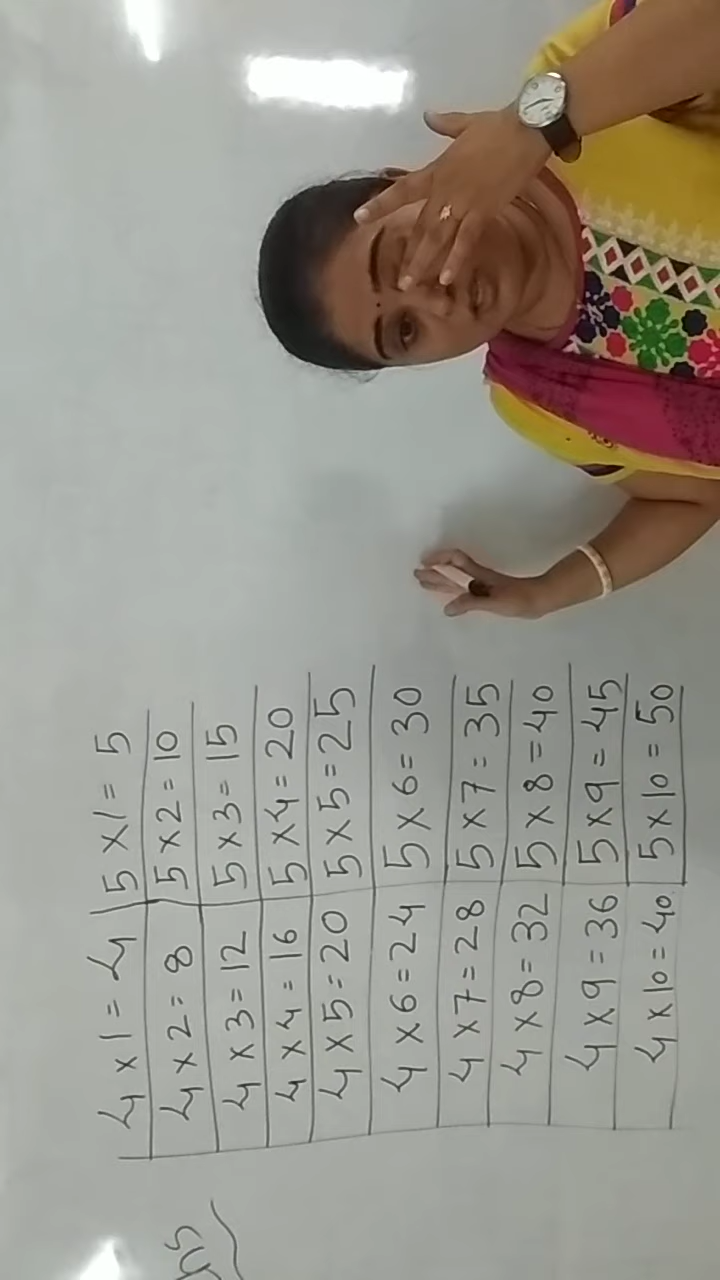 4 x 1 = 4 5 x 1 = 5
4 x 2 = 8 5 x 2 = 10
4 x 3 = 12 5 x 3 = 15
4 x 4 = 16 5 x 4 = 20
4 x 5 = 20 5 x 5 = 25
4 x 6 = 24 5 x 6 = 30
4 x 7 = 28 5 x 7 = 35
4 x 8 = 32 5 x 8 = 40
4 x 9 = 36 5 x 9 = 45
4 x 10 = 40. 5 x 10 = 50